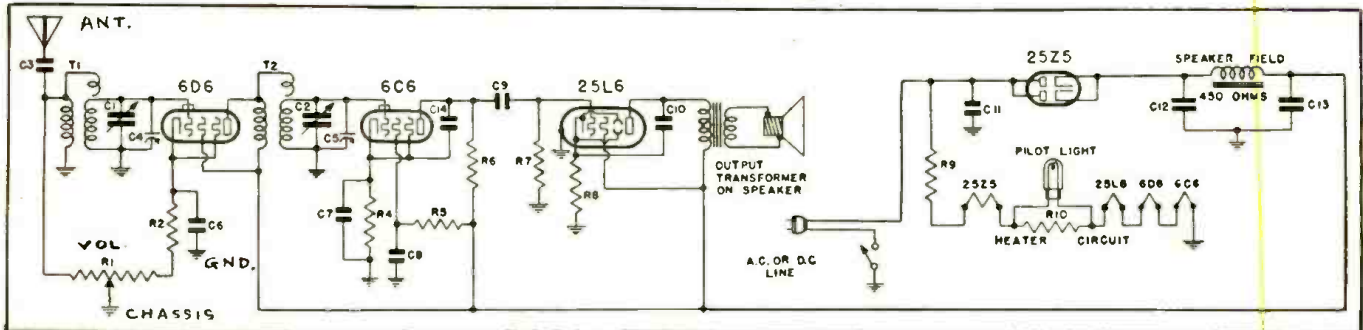 ANT.
C3
T1
C1
C4
6D6
T2
C2
C5
6C6
C14
C9
25L6
C10
R2
C6
VOL.
R1
GND.
CHASSIS
C7
R4
R5
C8
R6
R7
R8
OUTPUT
TRANSFORMER
ON SPEAKER
25Z5
C11
SPEAKER FIELD
450 OHMS
C12
C13
R9
PILOT LIGHT
25Z5
R10
25L6 6D6 6C6
HEATER CIRCUIT
A.C. OR D.C.
LINE